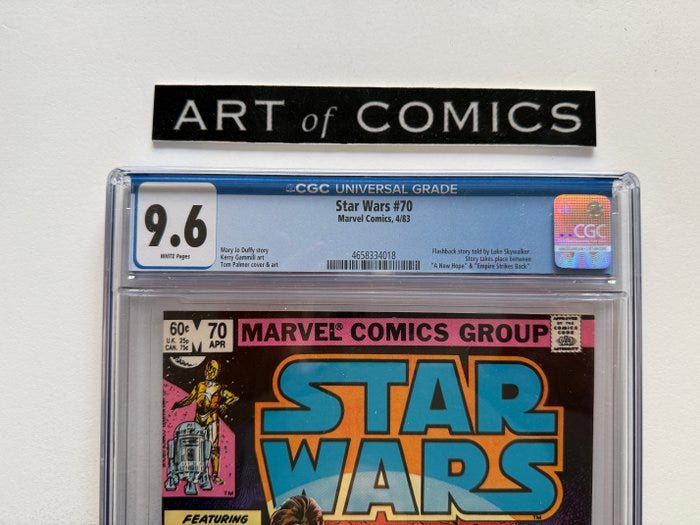 ART of COMICS
CGC UNIVERSAL GRADE
9.6
WHITE Pages
Star Wars #70
Marvel Comics, 4/83
Mary Jo Duffy story
Kerry Gammill art
Tom Palmer cover & art
4658334018
Flashback story told by Luke Skywalker.
Story takes place between
"A New Hope" & "Empire Strikes Back".
CGC
60¢
U.K. 25p
CAN. 75¢
70
APR
MARVEL® COMICS GROUP
APPROVED
BY THE
COMICS
CODE
AUTHORITY
STAR
WARS
TM
TM
FEATURING